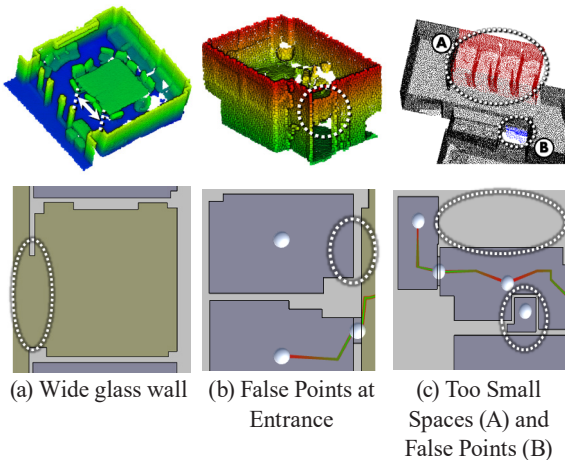 A
B
(a) Wide glass wall
(b) False Points at
Entrance
(c) Too Small
Spaces (A) and
False Points (B)